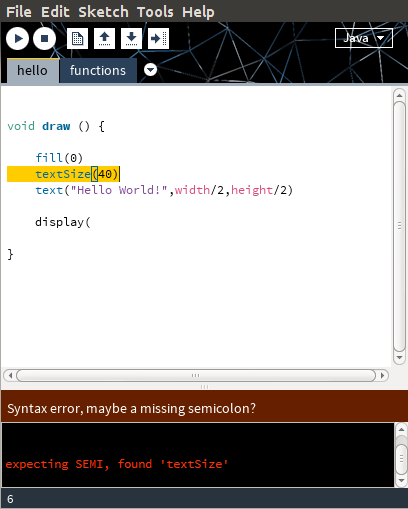 File Edit Sketch Tools Help
Java
hello functions
void draw () {
fill(0)
textSize(40)
text("Hello World!",width/2,height/2)
display(
}
Syntax error, maybe a missing semicolon?
expecting SEMI, found 'textSize'
6